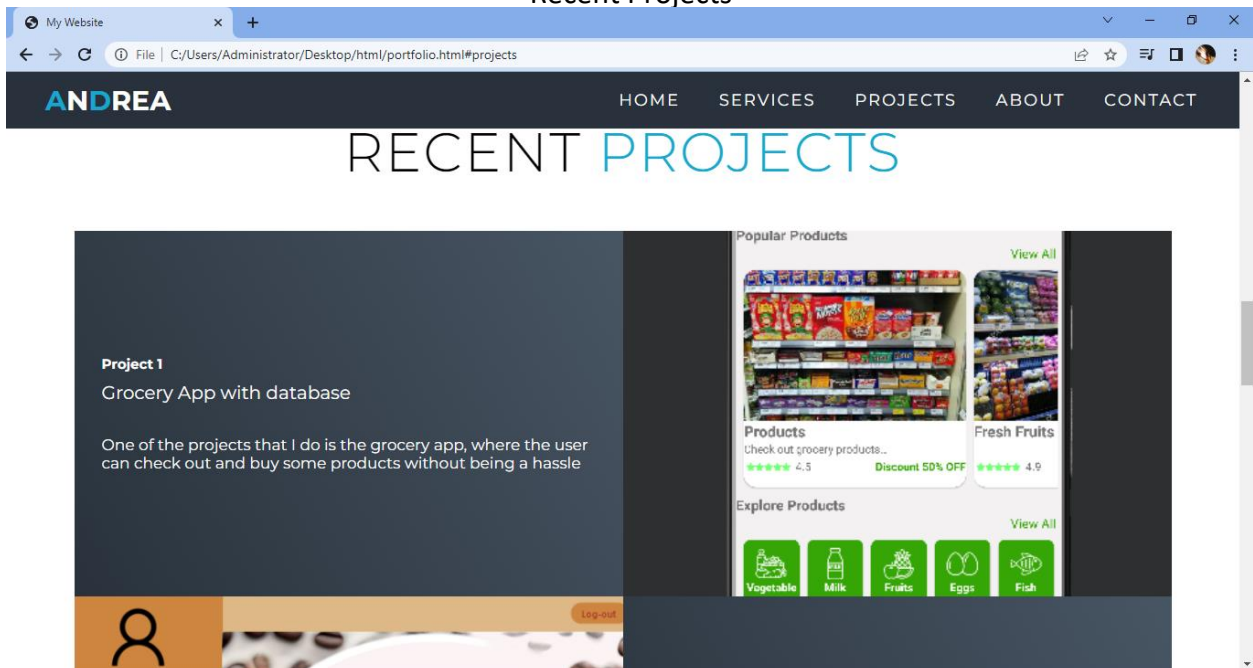 Recent Projects
My Website
File | C:/Users/Administrator/Desktop/html/portfolio.html#projects
ANDREA
HOME SERVICES PROJECTS ABOUT CONTACT
RECENT PROJECTS
Project 1
Grocery App with database
One of the projects that I do is the grocery app, where the user
can check out and buy some products without being a hassle
Popular Products
View All
Products
Fresh Fruits
Check out grocery products...
4.5
Discount 50% OFF
4.9
Explore Products
View All
Vegetable Milk Fruits Eggs Fish
Log-out